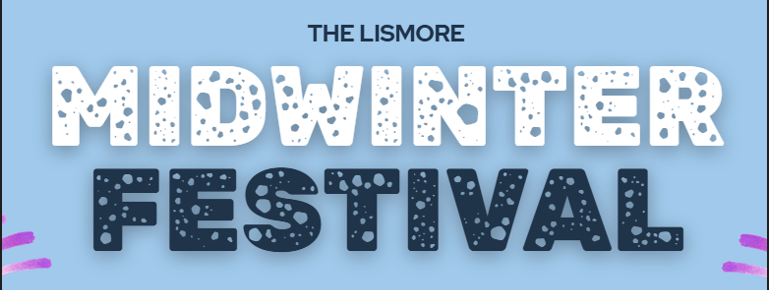 THE LISMORE
MIDWINTER
FESTIVAL